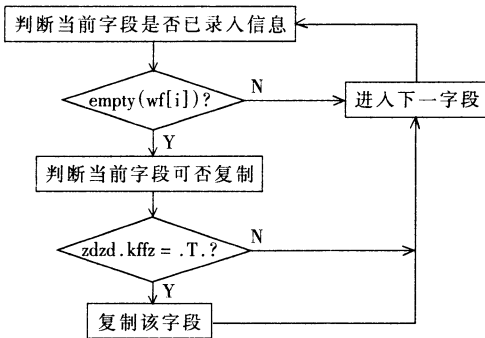 判断当前字段是否已录入信息
empty(wf[i])?
N
进入下一字段
Y
判断当前字段可否复制
zdzd.kffz = .T.?
N
Y
复制该字段